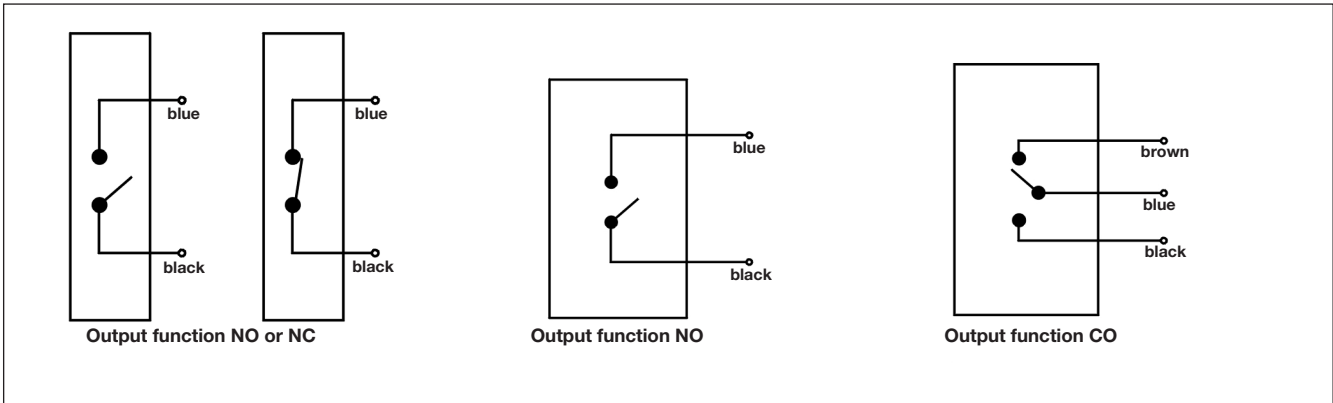 blue
black
blue
black
Output function NO or NC
blue
black
Output function NO
brown
blue
black
Output function CO